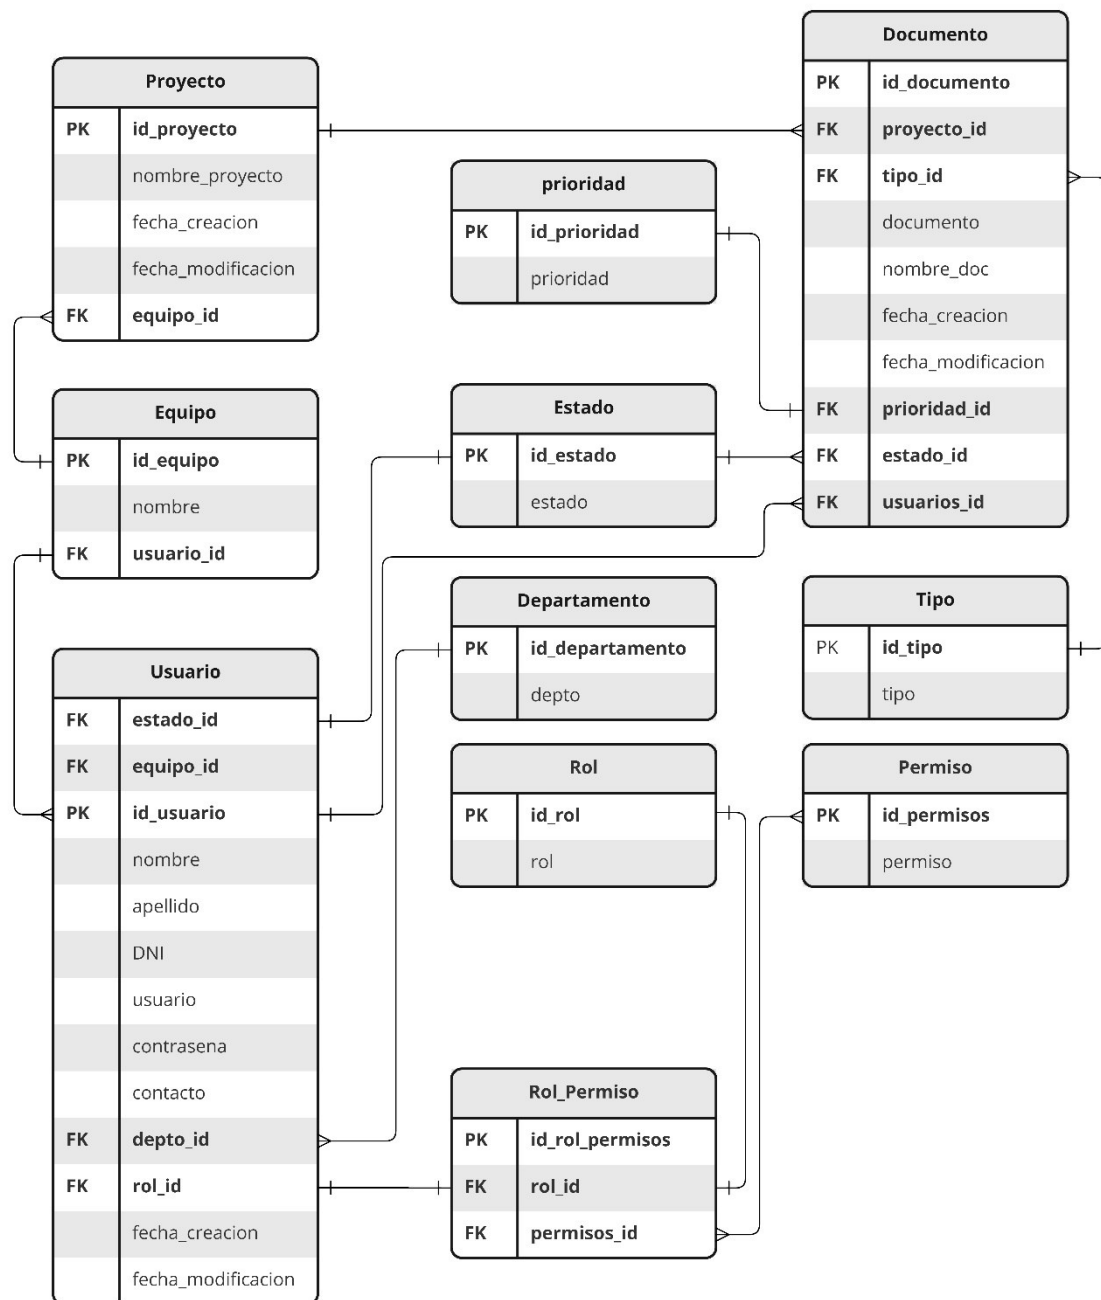 Proyecto
PK id_proyecto
nombre_proyecto
fecha_creacion
fecha_modificacion
FK equipo_id
Equipo
PK id_equipo
nombre
FK usuario_id
Usuario
FK estado_id
FK equipo_id
PK id_usuario
nombre
apellido
DNI
usuario
contrasena
contacto
FK depto_id
FK rol_id
fecha_creacion
fecha_modificacion
prioridad
PK id_prioridad
prioridad
Estado
PK id_estado
estado
Departamento
PK id_departamento
depto
Rol
PK id_rol
rol
Rol_Permiso
PK id_rol_permisos
FK rol_id
FK permisos_id
Documento
PK id_documento
FK proyecto_id
FK tipo_id
documento
nombre_doc
fecha_creacion
fecha_modificacion
FK prioridad_id
FK estado_id
FK usuarios_id
Tipo
PK id_tipo
tipo
Permiso
PK id_permisos
permiso